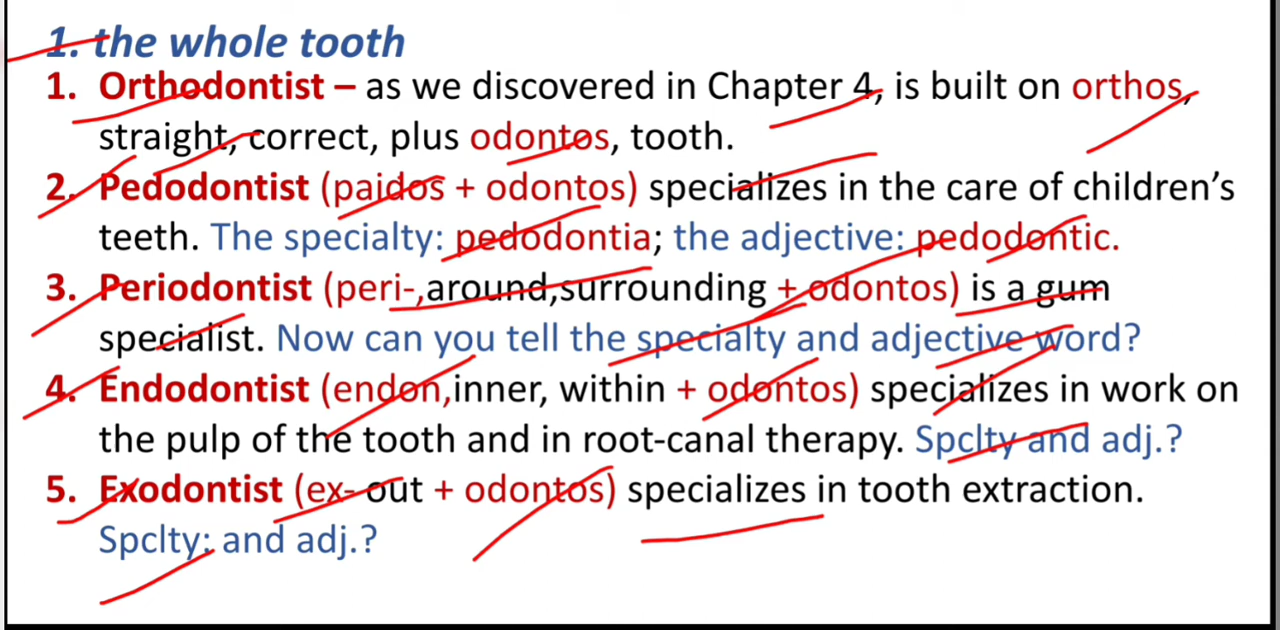 1. the whole tooth
1. Orthodontist – as we discovered in Chapter 4, is built on orthos,
straight, correct, plus odontos, tooth.
2. Pedodontist (paidos + odontos) specializes in the care of children’s
teeth. The specialty: pedodontia; the adjective: pedodontic.
3. Periodontist (peri-,around,surrounding + odontos) is a gum
specialist. Now can you tell the specialty and adjective word?
4. Endodontist (endon,inner, within + odontos) specializes in work on
the pulp of the tooth and in root-canal therapy. Spclty and adj.?
5. Exodontist (ex- out + odontos) specializes in tooth extraction.
Spclty: and adj.?